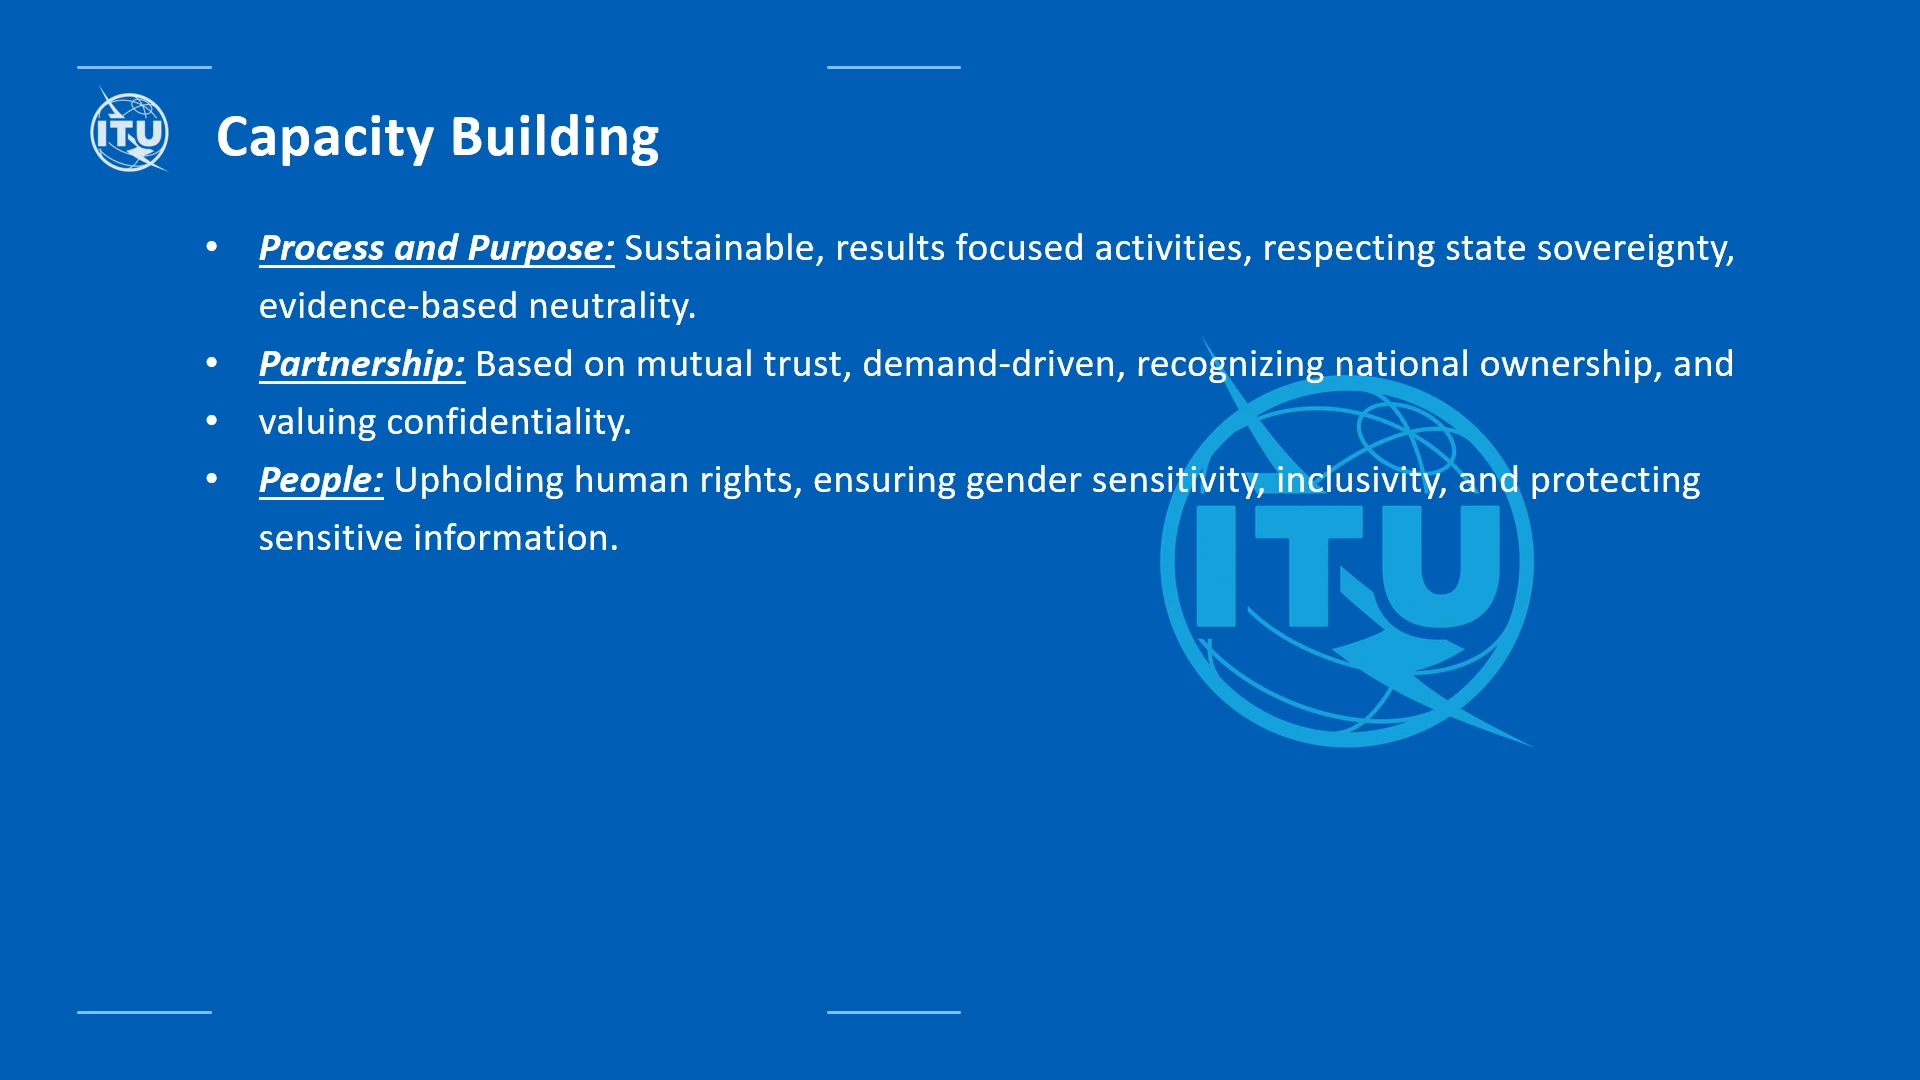 ITU
Capacity Building
• Process and Purpose: Sustainable, results focused activities, respecting state sovereignty,
evidence-based neutrality.
• Partnership: Based on mutual trust, demand-driven, recognizing national ownership, and
• valuing confidentiality.
• People: Upholding human rights, ensuring gender sensitivity, inclusivity, and protecting
sensitive information.
ITU